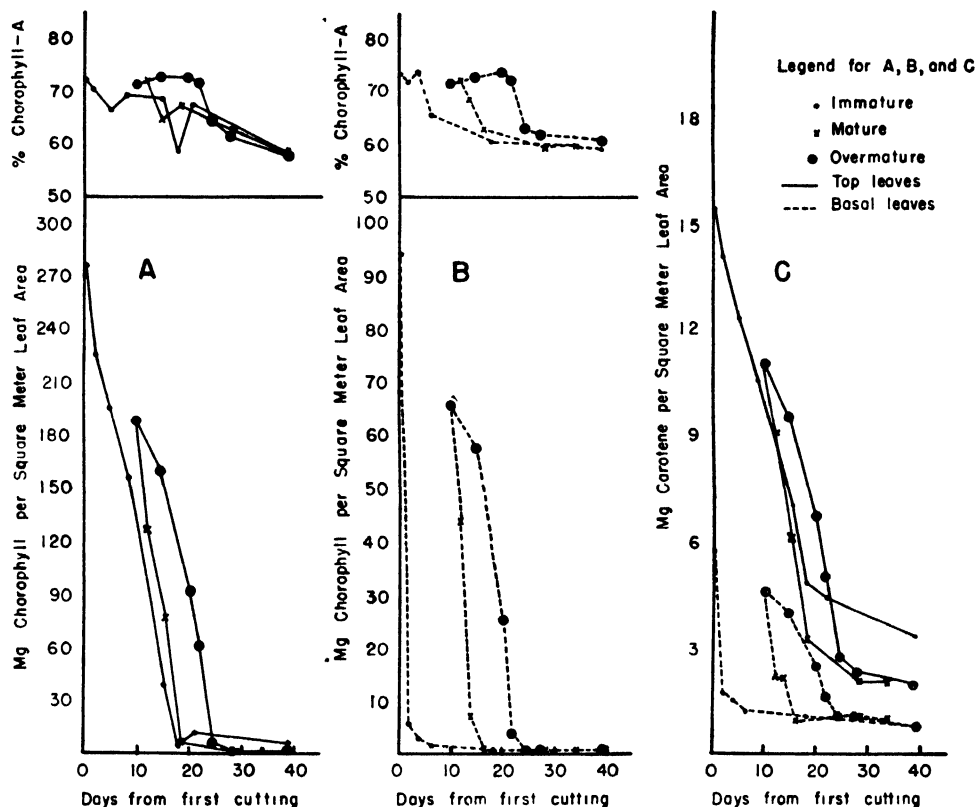 % Chorophyll-A
80
70
60
50
Mg Chorophyll per Square Meter Leaf Area
300
270
240
210
180
150
120
90
60
30
A
0 10 20 30 40
Days from first cutting
% Chorophyll-A
80
70
60
50
Mg Chorophyll per Square Meter Leaf Area
100
90
80
70
60
50
40
30
20
10
B
0 10 20 30 40
Days from first cutting
Mg Carotene per Square Meter Leaf Area
18
15
12
9
6
3
C
0 10 20 30 40
Days from first cutting
Legend for A, B, and C
Immature
Mature
Overmature
Top leaves
Basal leaves